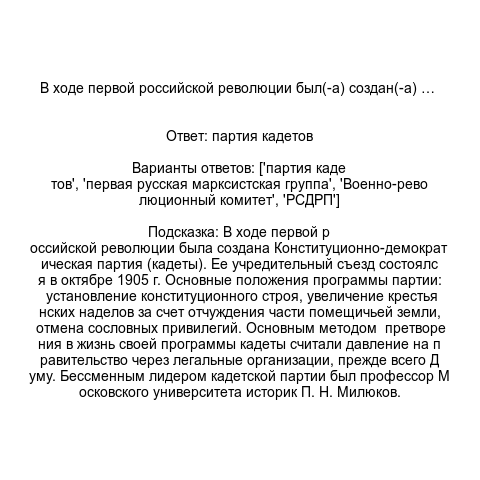 В ходе первой российской революции был(-а) создан(-а) …
Ответ: партия кадетов
Варианты ответов: ['партия каде
тов', 'первая русская марксистская группа', 'Военно-рево
люционный комитет', 'РСДРП']
Подсказка: В ходе первой р
оссийской революции была создана Конституционно-демократ
ическая партия (кадеты). Ее учредительный съезд состоялс
я в октябре 1905 г. Основные положения программы партии:
установление конституционного строя, увеличение крестья
нских наделов за счет отчуждения части помещичьей земли,
отмена сословных привилегий. Основным методом  претворе
ния в жизнь своей программы кадеты считали давление на п
равительство через легальные организации, прежде всего Д
уму. Бессменным лидером кадетской партии был профессор М
осковского университета историк П. Н. Милюков.